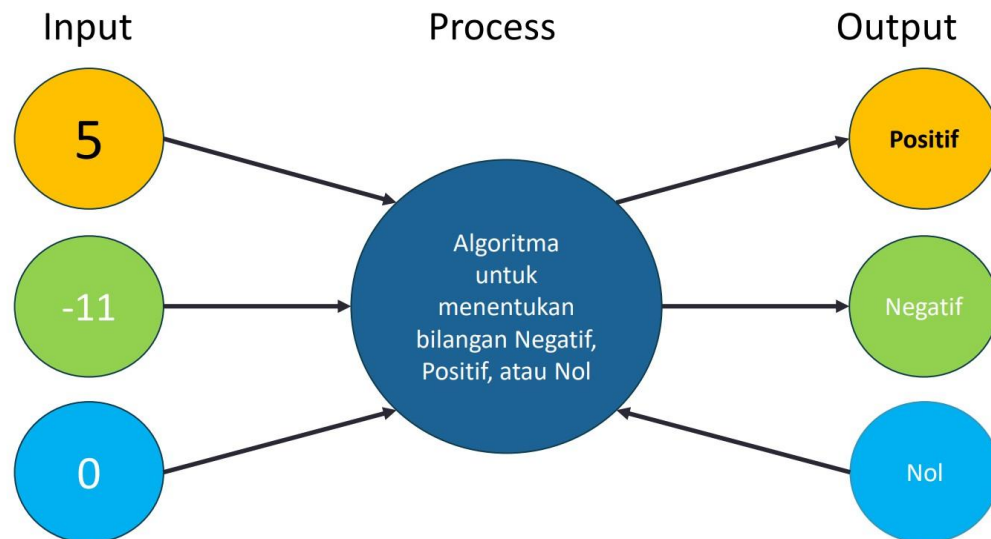 Input
Process
Output
5
Positif
-11
Algoritma
untuk
menentukan
bilangan Negatif,
Positif, atau Nol
Negatif
0
Nol